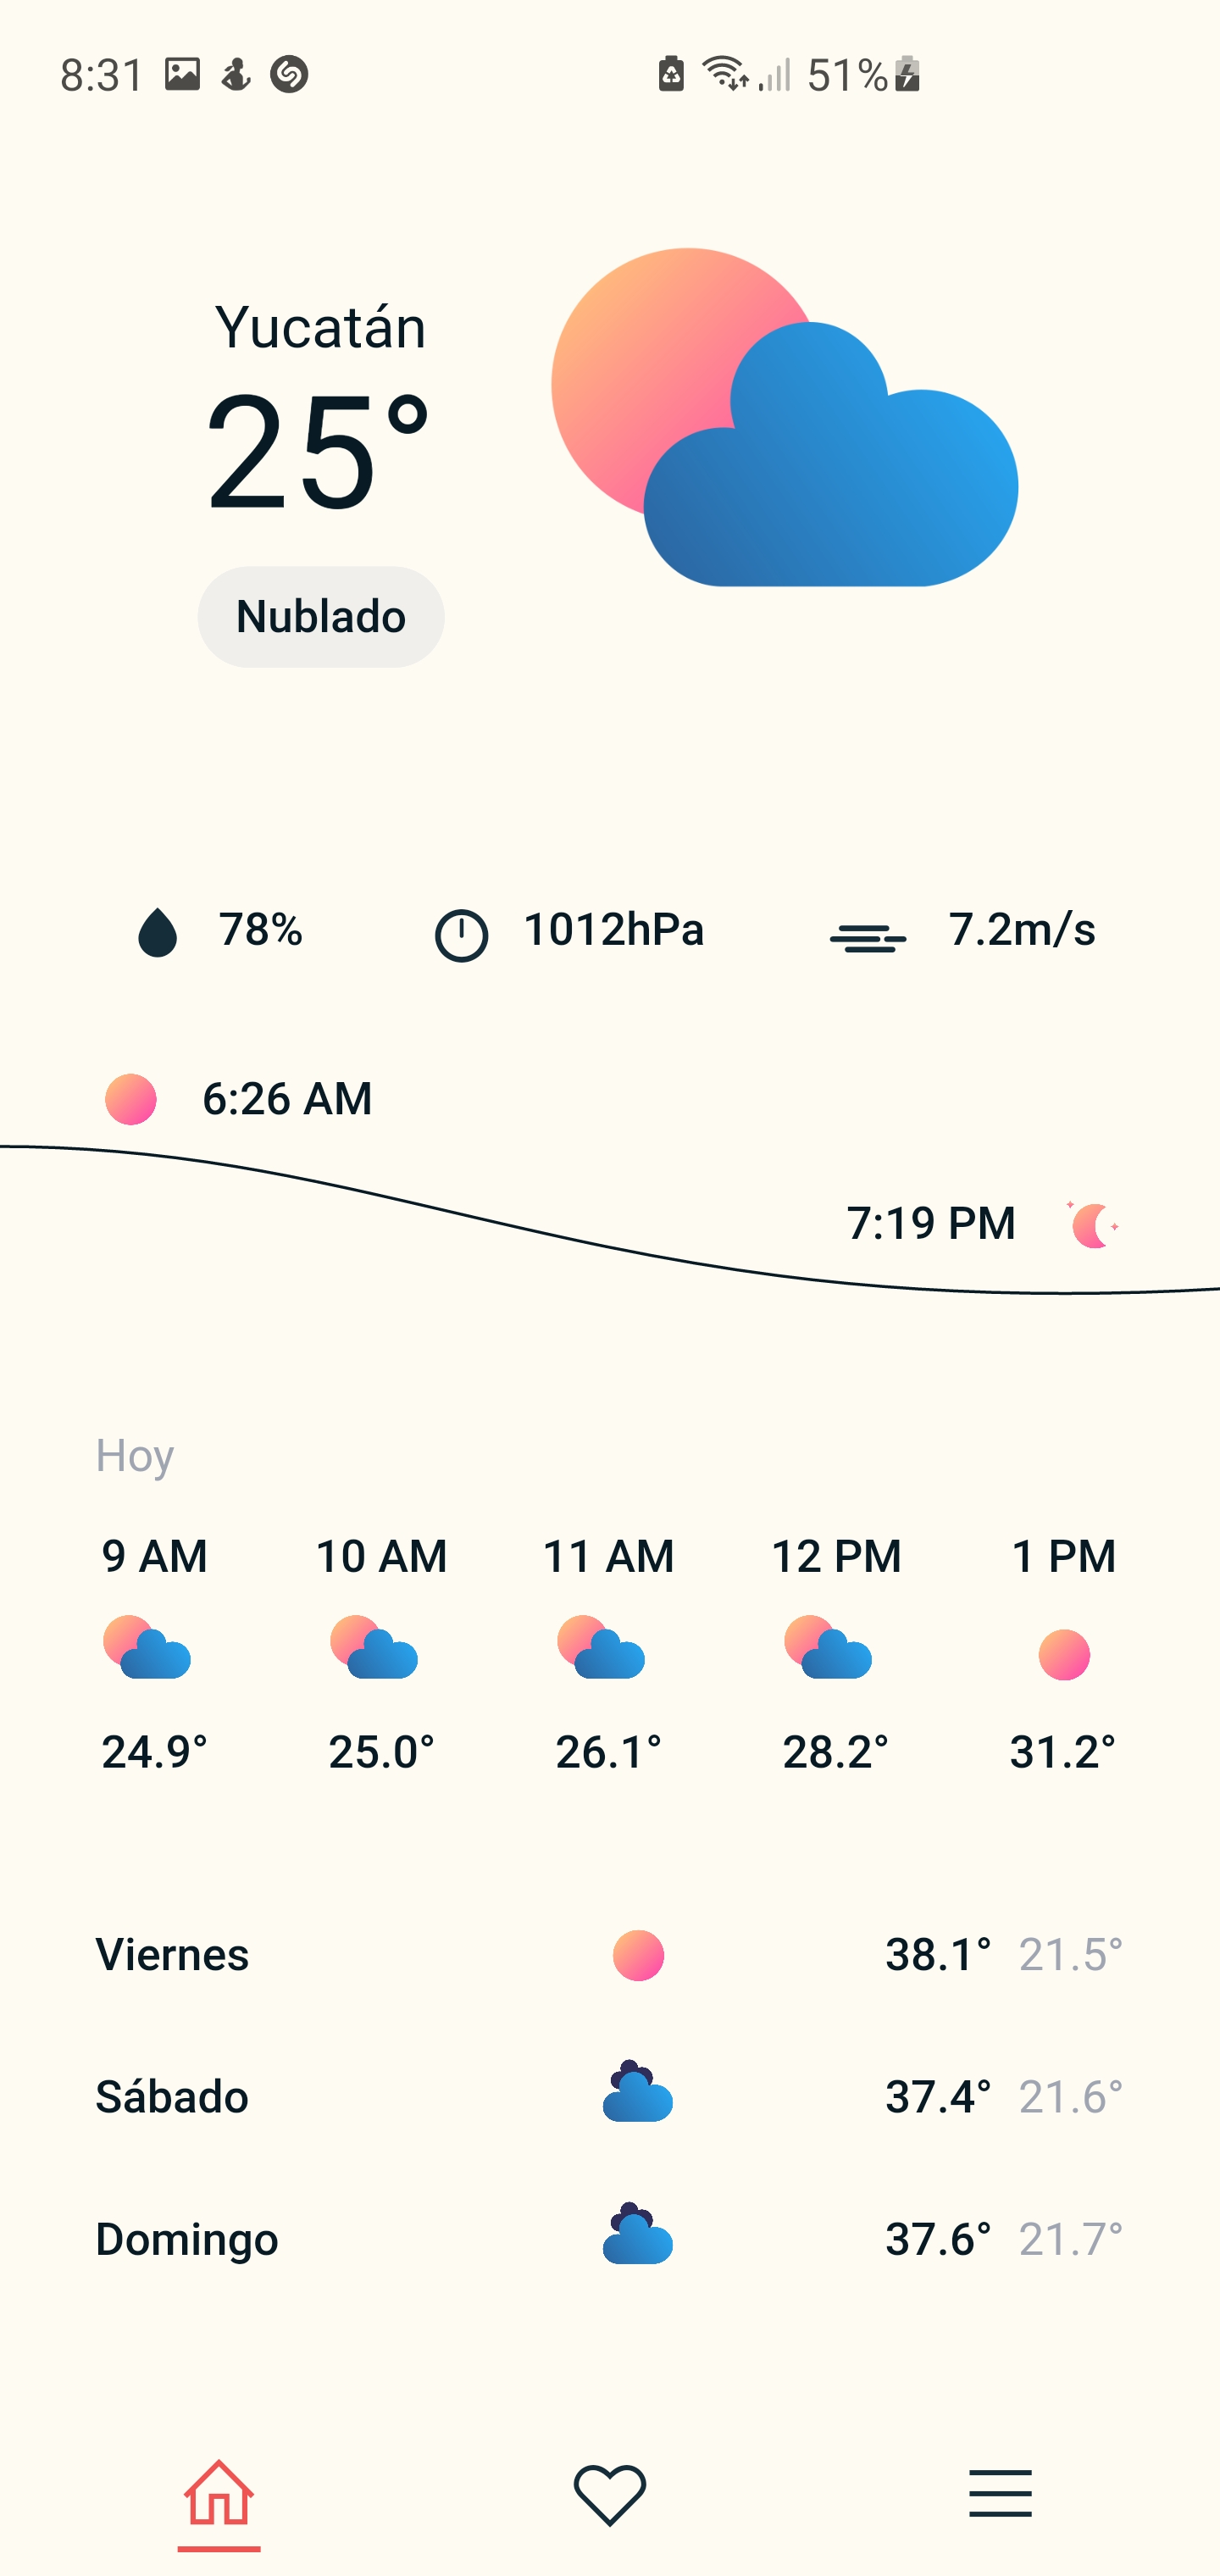 8:31 51%
Yucatán
25°
Nublado
78% 1012hPa 7.2m/s
6:26 AM
7:19 PM
Hoy
9 AM 10 AM 11 AM 12 PM 1 PM
24.9° 25.0° 26.1° 28.2° 31.2°
Viernes 38.1° 21.5°
Sábado 37.4° 21.6°
Domingo 37.6° 21.7°